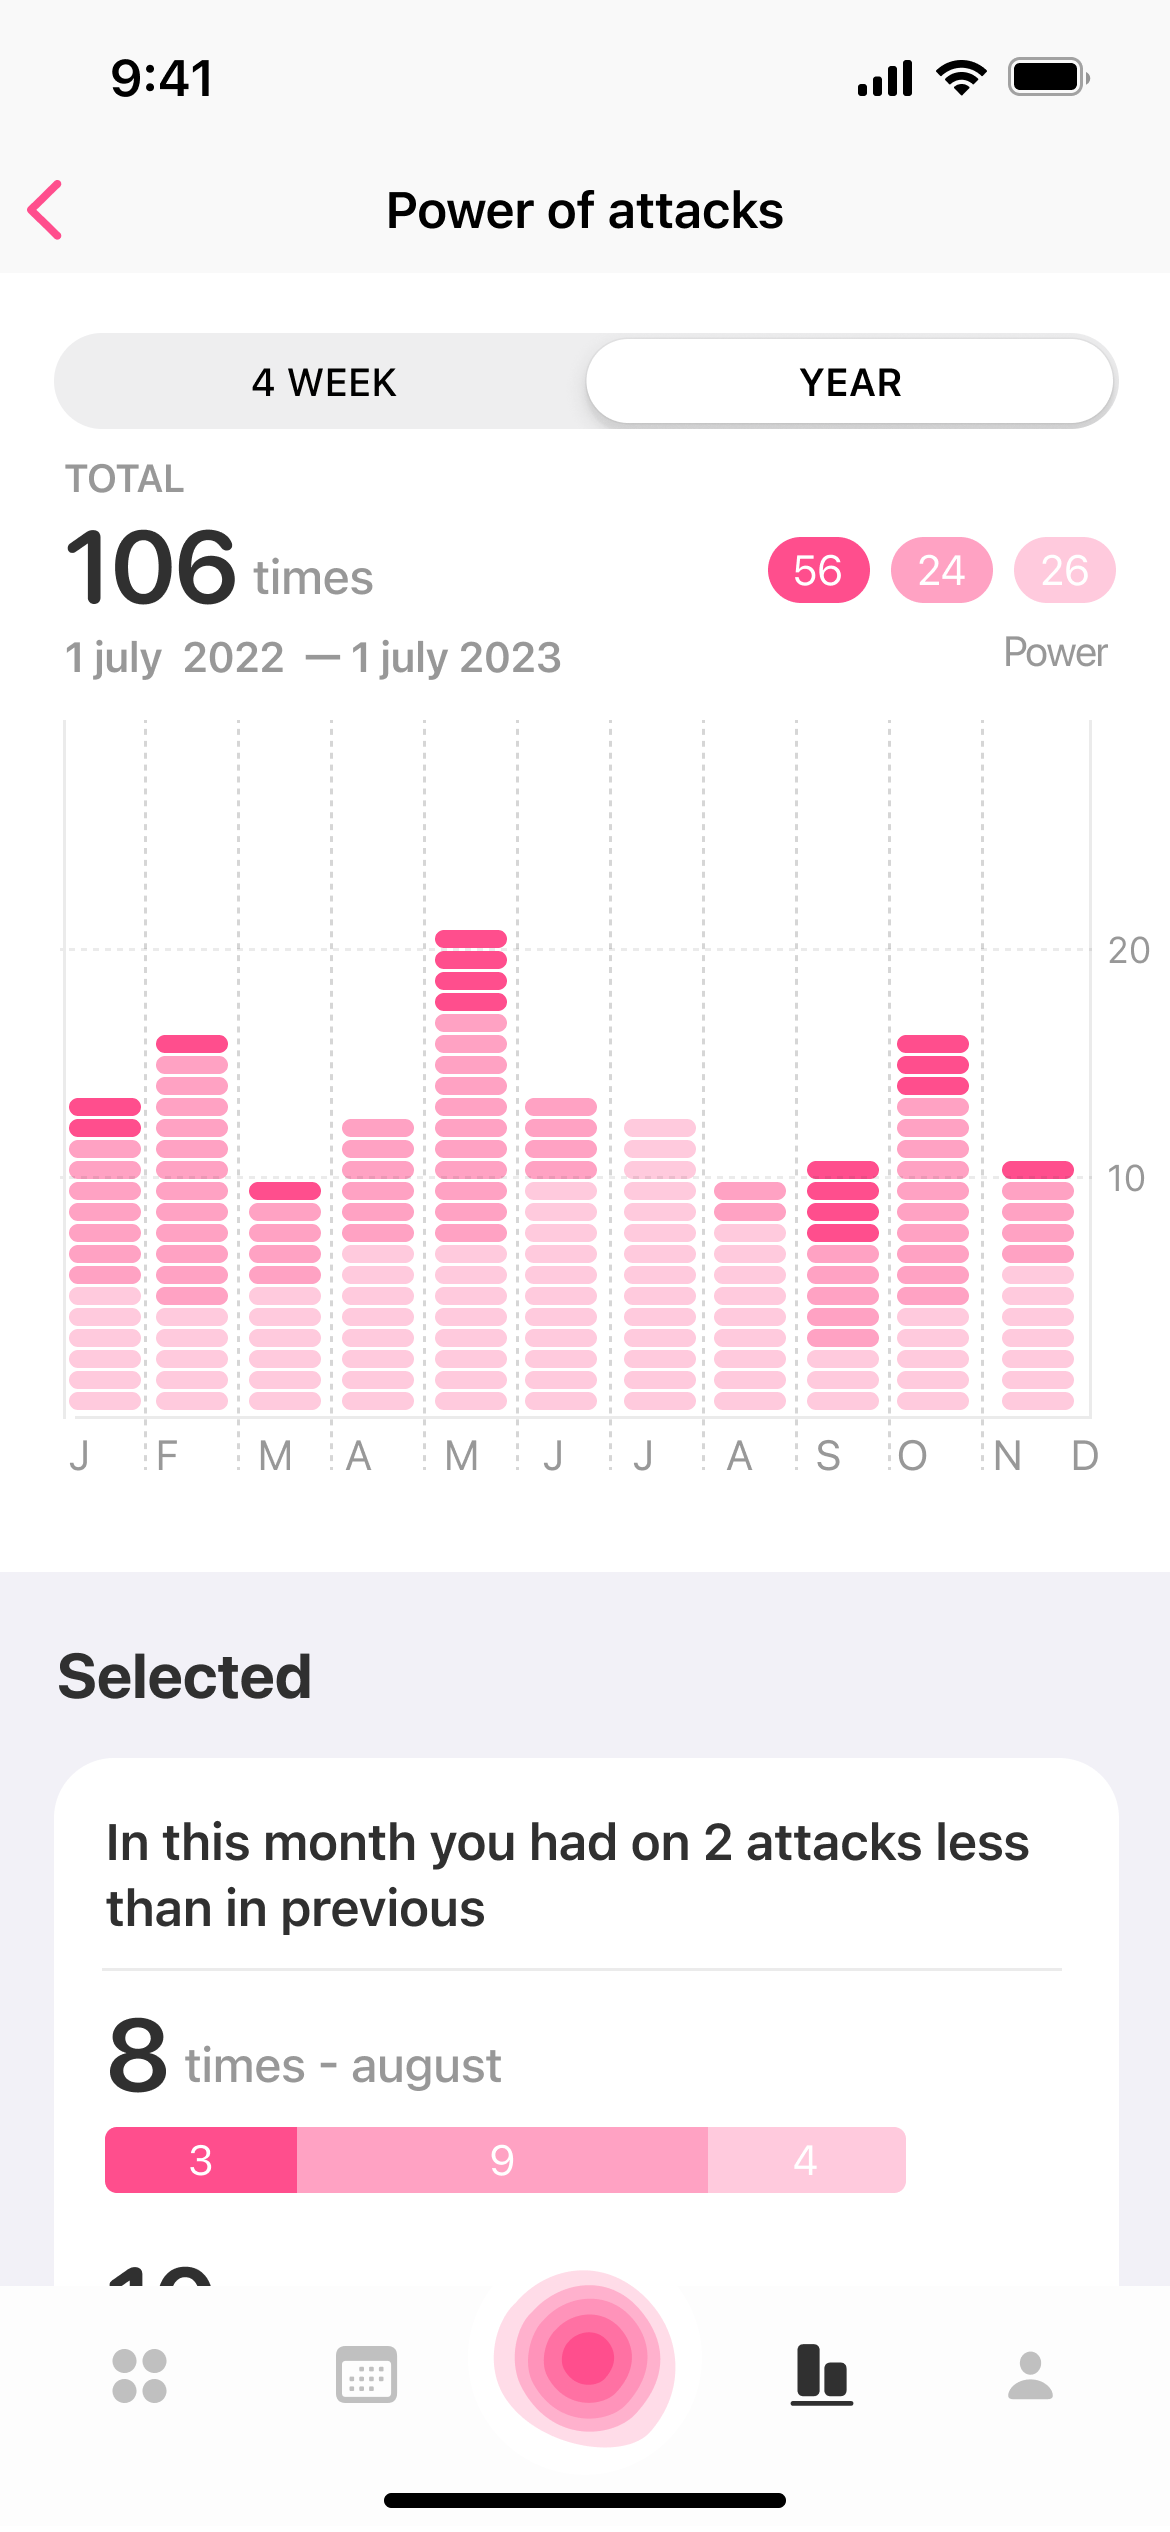 9:41
Power of attacks
4 WEEK YEAR
TOTAL
106 times 56 24 26
1 july 2022 — 1 july 2023 Power
20
10
J F M A M J J A S O N D
Selected
In this month you had on 2 attacks less
than in previous
8 times - august
3 9 4